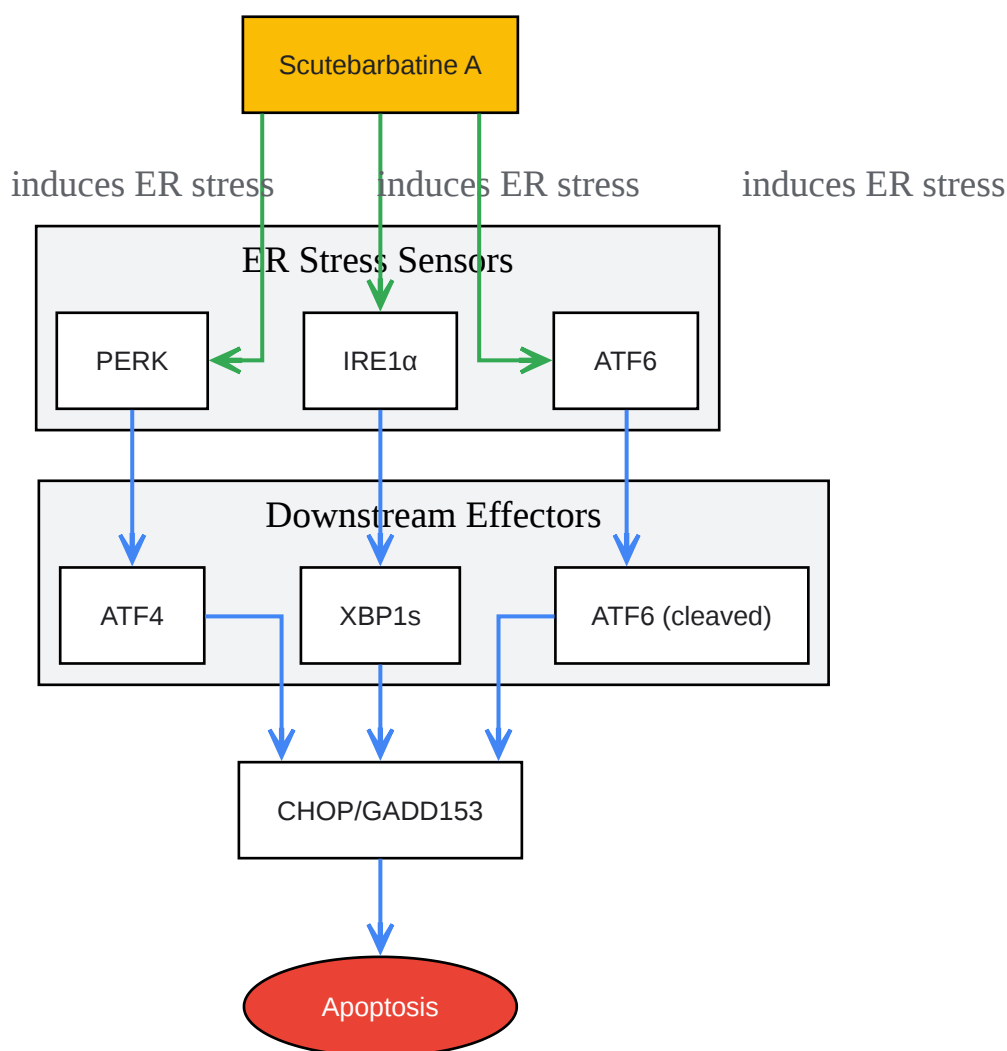 Scutebarbatine A
induces ER stress
induces ER stress
induces ER stress
ER Stress Sensors
PERK
IRE1α
ATF6
Downstream Effectors
ATF4
XBP1s
ATF6 (cleaved)
CHOP/GADD153
Apoptosis